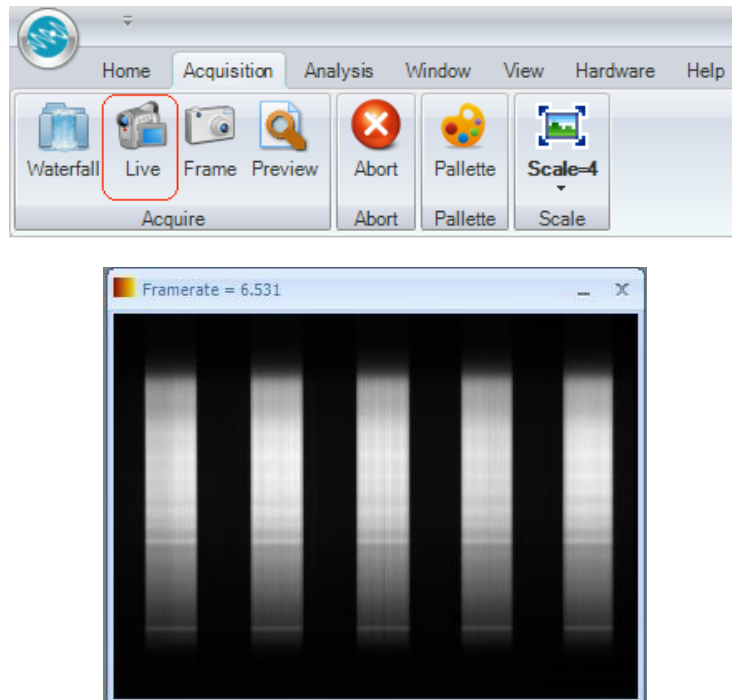 Home Acquisition Analysis Window View Hardware Help
Waterfall Live Frame Preview Abort Pallette Scale=4
Acquire Abort Pallette Scale
Framerate = 6.531